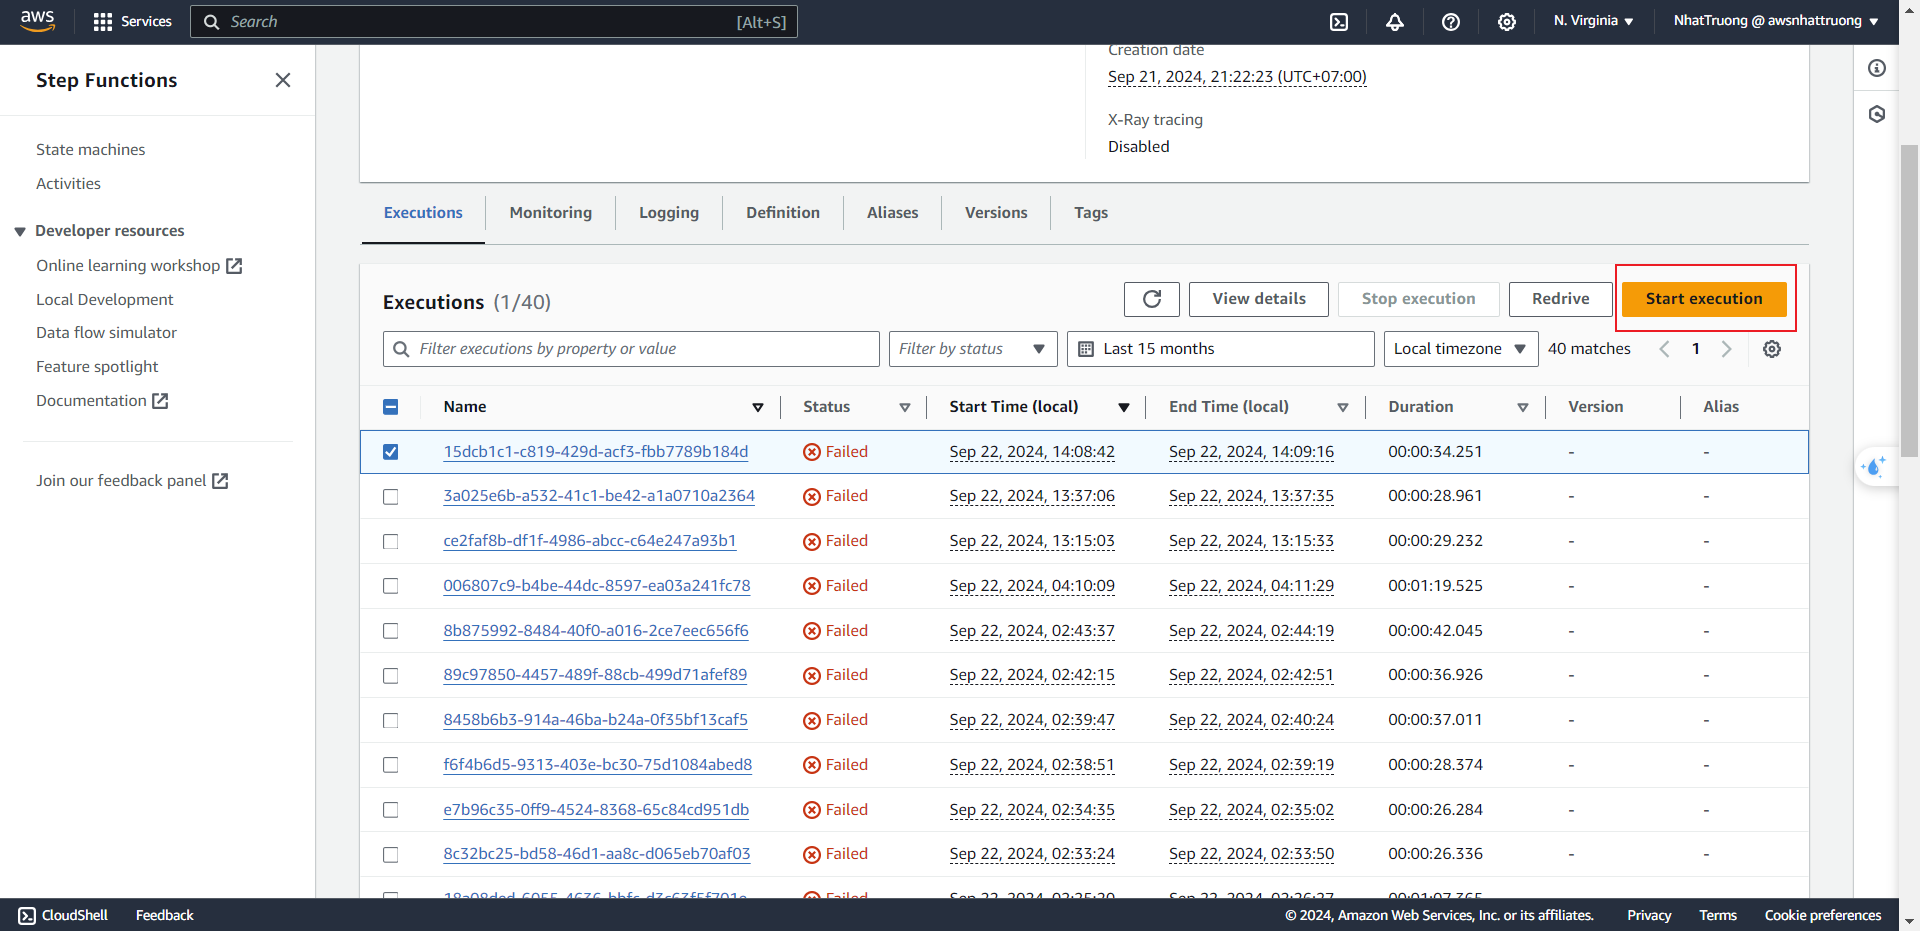 aws Services Search [Alt+S] N. Virginia NhatTruong @ awsnhattruong
Step Functions
State machines
Activities
Developer resources
Online learning workshop
Local Development
Data flow simulator
Feature spotlight
Documentation
Join our feedback panel
Creation date
Sep 21, 2024, 21:22:23 (UTC+07:00)
X-Ray tracing
Disabled
Executions Monitoring Logging Definition Aliases Versions Tags
Executions (1/40) View details Stop execution Redrive Start execution
Filter executions by property or value Filter by status Last 15 months Local timezone 40 matches 1
Name Status Start Time (local) End Time (local) Duration Version Alias
15dcb1c1-c819-429d-acf3-fbb7789b184d Failed Sep 22, 2024, 14:08:42 Sep 22, 2024, 14:09:16 00:00:34.251 - -
3a025e6b-a532-41c1-be42-a1a0710a2364 Failed Sep 22, 2024, 13:37:06 Sep 22, 2024, 13:37:35 00:00:28.961 - -
ce2faf8b-df1f-4986-abcc-c64e247a93b1 Failed Sep 22, 2024, 13:15:03 Sep 22, 2024, 13:15:33 00:00:29.232 - -
006807c9-b4be-44dc-8597-ea03a241fc78 Failed Sep 22, 2024, 04:10:09 Sep 22, 2024, 04:11:29 00:01:19.525 - -
8b875992-8484-40f0-a016-2ce7eec656f6 Failed Sep 22, 2024, 02:43:37 Sep 22, 2024, 02:44:19 00:00:42.045 - -
89c97850-4457-489f-88cb-499d71afef89 Failed Sep 22, 2024, 02:42:15 Sep 22, 2024, 02:42:51 00:00:36.926 - -
8458b6b3-914a-46ba-b24a-0f35bf13caf5 Failed Sep 22, 2024, 02:39:47 Sep 22, 2024, 02:40:24 00:00:37.011 - -
f6f4b6d5-9313-403e-bc30-75d1084abed8 Failed Sep 22, 2024, 02:38:51 Sep 22, 2024, 02:39:19 00:00:28.374 - -
e7b96c35-0ff9-4524-8368-65c84cd951db Failed Sep 22, 2024, 02:34:35 Sep 22, 2024, 02:35:02 00:00:26.284 - -
8c32bc25-bd58-46d1-aa8c-d065eb70af03 Failed Sep 22, 2024, 02:33:24 Sep 22, 2024, 02:33:50 00:00:26.336 - -
Failed
CloudShell Feedback © 2024, Amazon Web Services, Inc. or its affiliates. Privacy Terms Cookie preferences